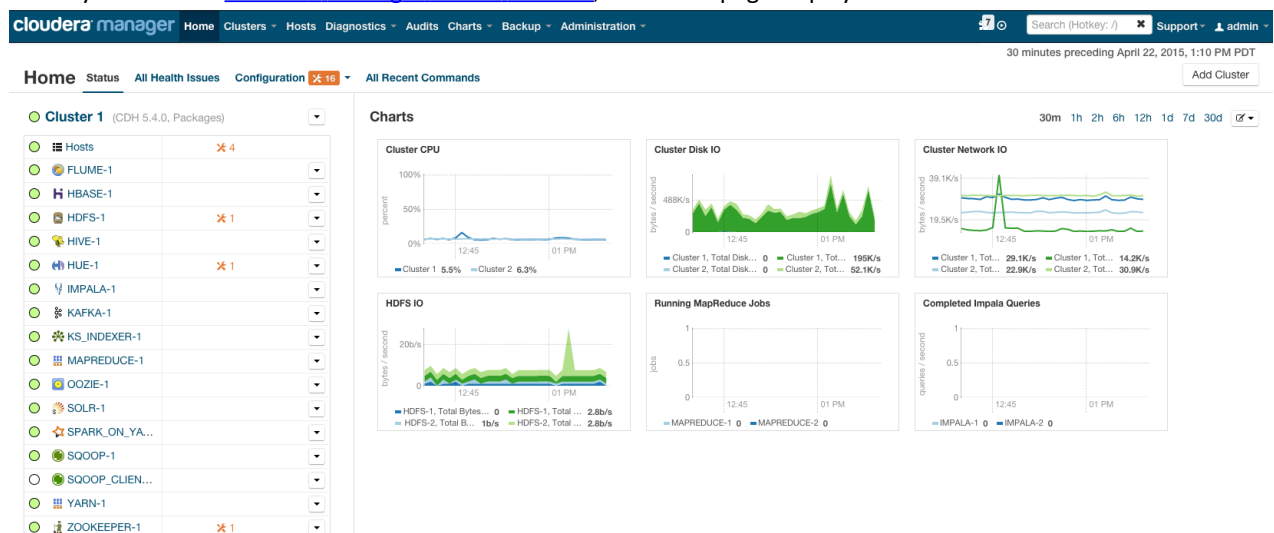 cloudera manager Home Clusters Hosts Diagnostics Audits Charts Backup Administration 7 Search (Hotkey: /) Support admin
30 minutes preceding April 22, 2015, 1:10 PM PDT
Home Status All Health Issues Configuration 16 All Recent Commands Add Cluster
Cluster 1 (CDH 5.4.0, Packages)
Hosts 4
FLUME-1
HBASE-1
HDFS-1 1
HIVE-1
HUE-1 1
IMPALA-1
KAFKA-1
KS_INDEXER-1
MAPREDUCE-1
OOZIE-1
SOLR-1
SPARK_ON_YA...
SQOOP-1
SQOOP_CLIEN...
YARN-1
ZOOKEEPER-1 1
Charts 30m 1h 2h 6h 12h 1d 7d 30d
Cluster CPU
percent
100%
50%
0%
12:45 01 PM
Cluster 1 5.5% Cluster 2 6.3%
Cluster Disk IO
bytes / second
488K/s
0
12:45 01 PM
Cluster 1, Total Disk... 0 Cluster 1, Tot... 195K/s
Cluster 2, Total Disk... 0 Cluster 2, Tot... 52.1K/s
Cluster Network IO
bytes / second
39.1K/s
19.5K/s
12:45 01 PM
Cluster 1, Tot... 29.1K/s Cluster 1, Tot... 14.2K/s
Cluster 2, Tot... 22.9K/s Cluster 2, Tot... 30.9K/s
HDFS IO
bytes / second
20b/s
0
12:45 01 PM
HDFS-1, Total Bytes... 0 HDFS-1, Total ... 2.8b/s
HDFS-2, Total B... 1b/s HDFS-2, Total ... 2.8b/s
Running MapReduce Jobs
jobs
1
0.5
0
12:45 01 PM
MAPREDUCE-1 0 MAPREDUCE-2 0
Completed Impala Queries
queries / second
1
0.5
0
12:45 01 PM
IMPALA-1 0 IMPALA-2 0